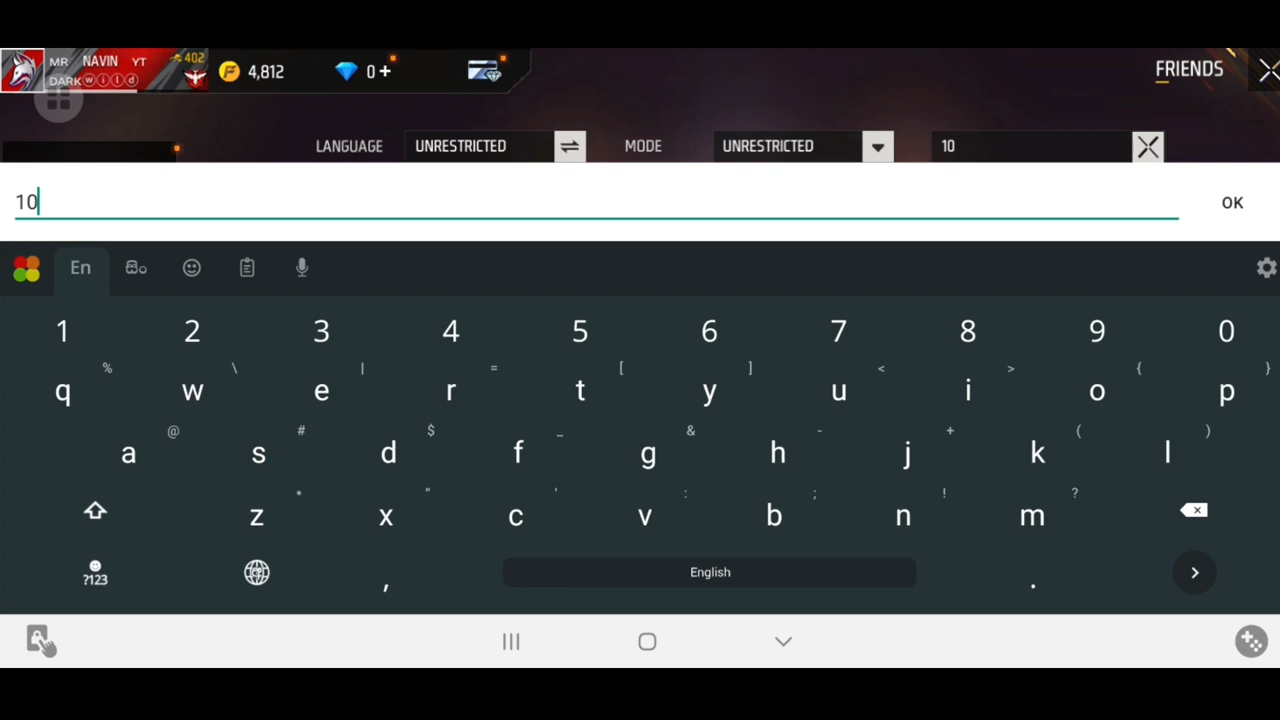 MR NAVIN YT
402
DARK w i l d
4,812
0 +
FRIENDS
LANGUAGE
UNRESTRICTED
MODE
UNRESTRICTED
10
10
OK
En
සිං
1 2 3 4 5 6 7 8 9 0
% \ | = [ ] < > { }
q w e r t y u i o p
@ # $ _ & - + ( )
a s d f g h j k l
* " ' : ; ! ?
z x c v b n m
?123
,
English
.